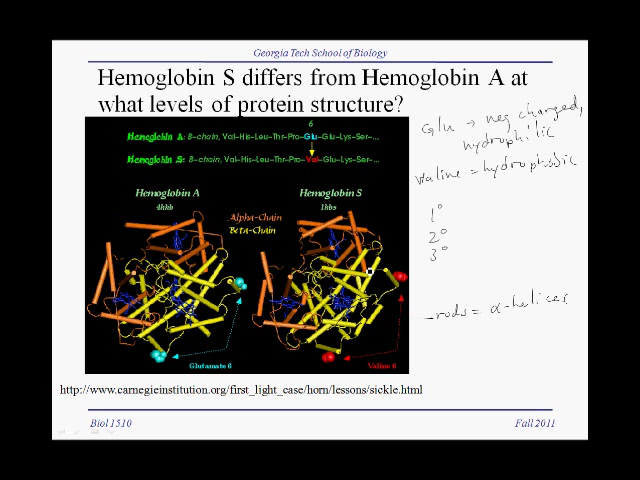 Georgia Tech School of Biology
Hemoglobin S differs from Hemoglobin A at
what levels of protein structure?
6
Hemoglobin A: B-chain, Val-His-Leu-Thr-Pro-Glu-Glu-Lys-Ser-...
Hemoglobin S: B-chain, Val-His-Leu-Thr-Pro-Val-Glu-Lys-Ser-...
Hemoglobin A
4hhb
Hemoglobin S
1hbs
Alpha-Chain
Beta-Chain
Glutamate 6
Valine 6
Glu → neg charged,
hydrophilic
Valine = hydrophobic
1°
2°
3°
rods = α-helices
http://www.carnegieinstitution.org/first_light_case/horn/lessons/sickle.html
Biol 1510
Fall 2011